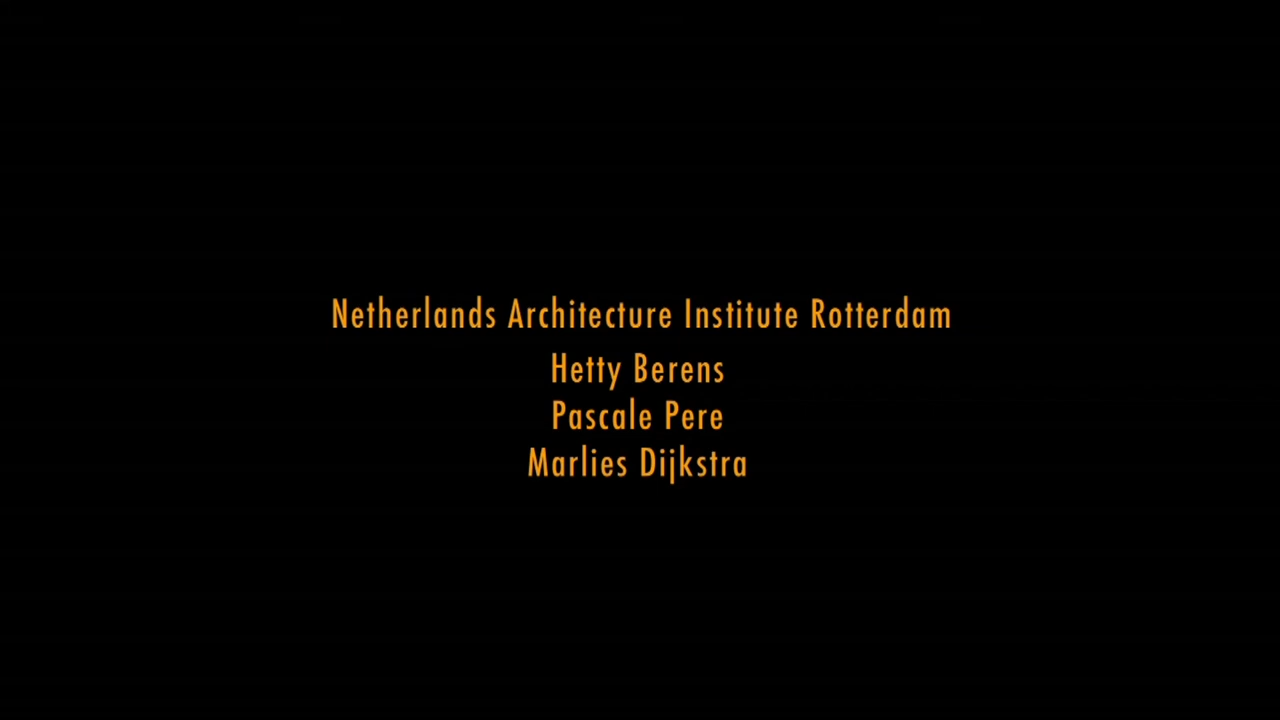 Netherlands Architecture Institute Rotterdam
Hetty Berens
Pascale Pere
Marlies Dijkstra